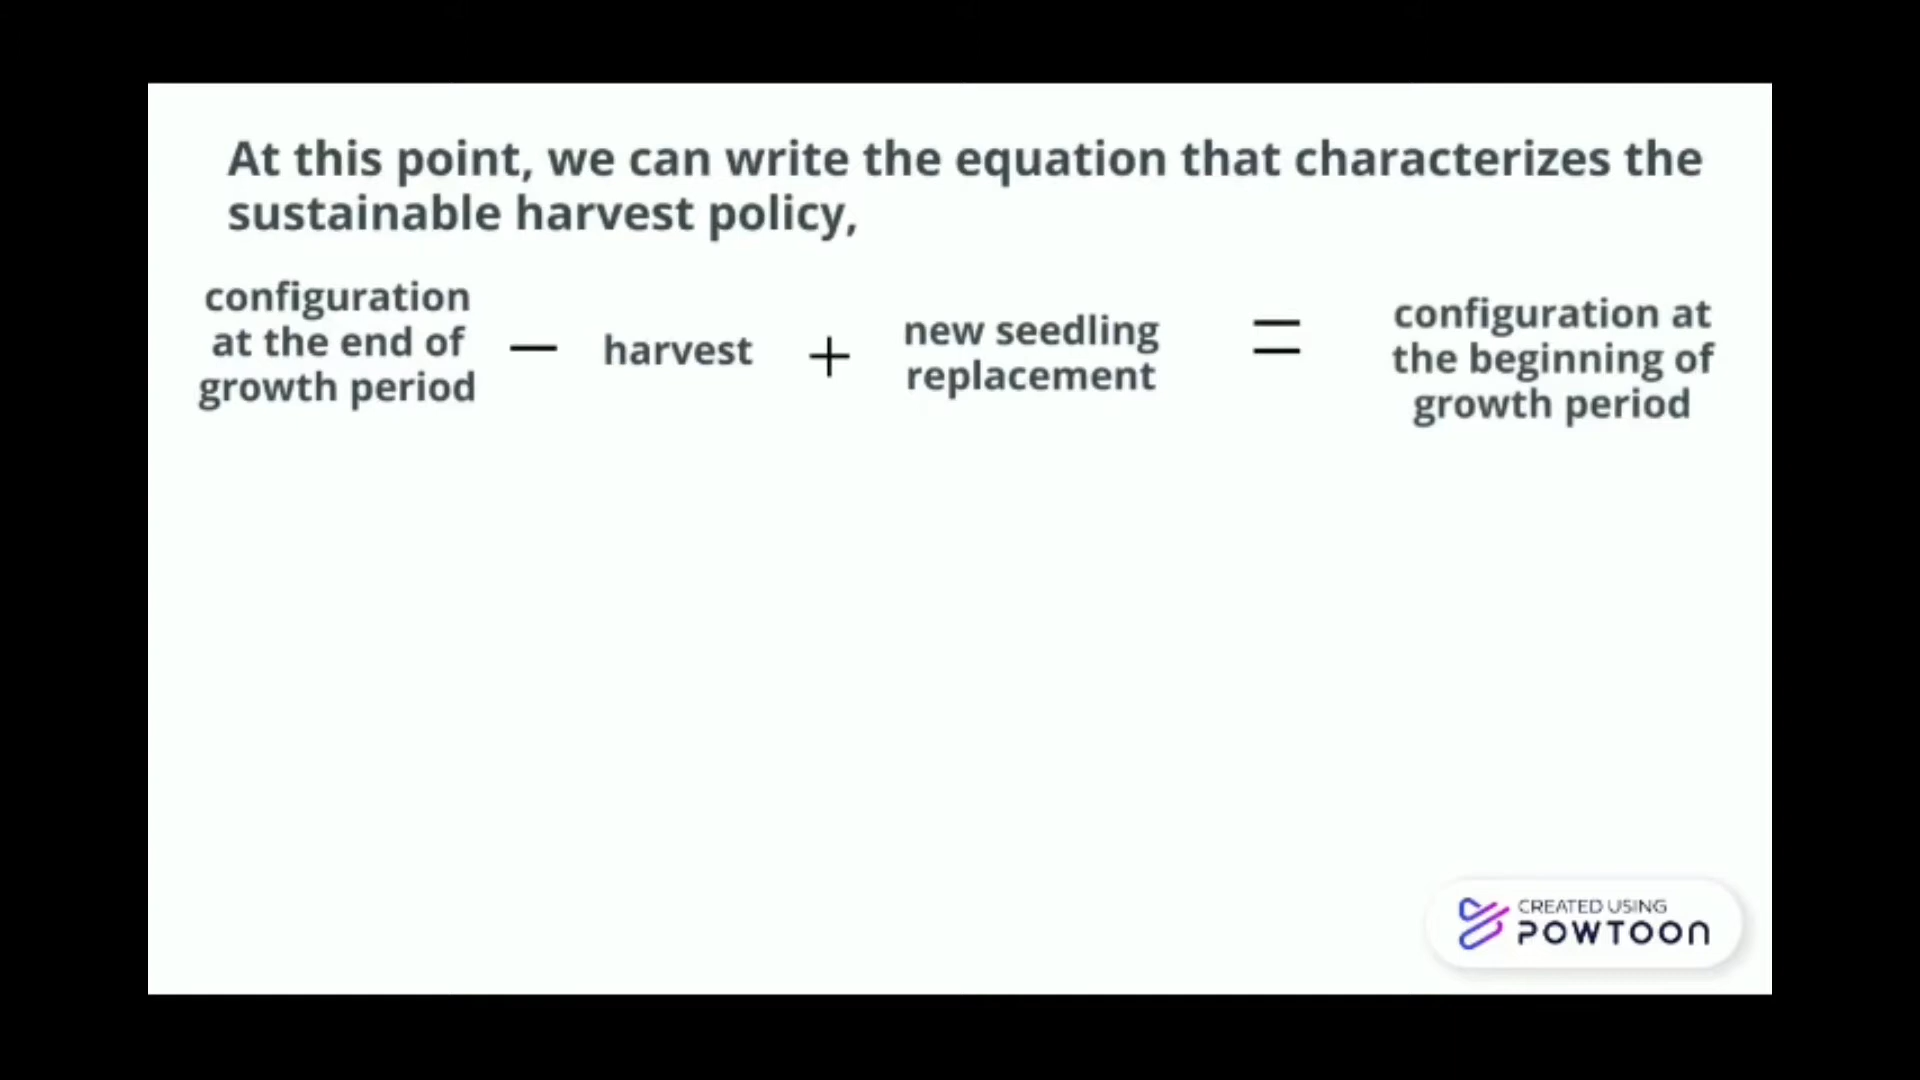 At this point, we can write the equation that characterizes the
sustainable harvest policy,
configuration
at the end of
growth period
—
harvest
+
new seedling
replacement
=
configuration at
the beginning of
growth period
CREATED USING
POWTOON